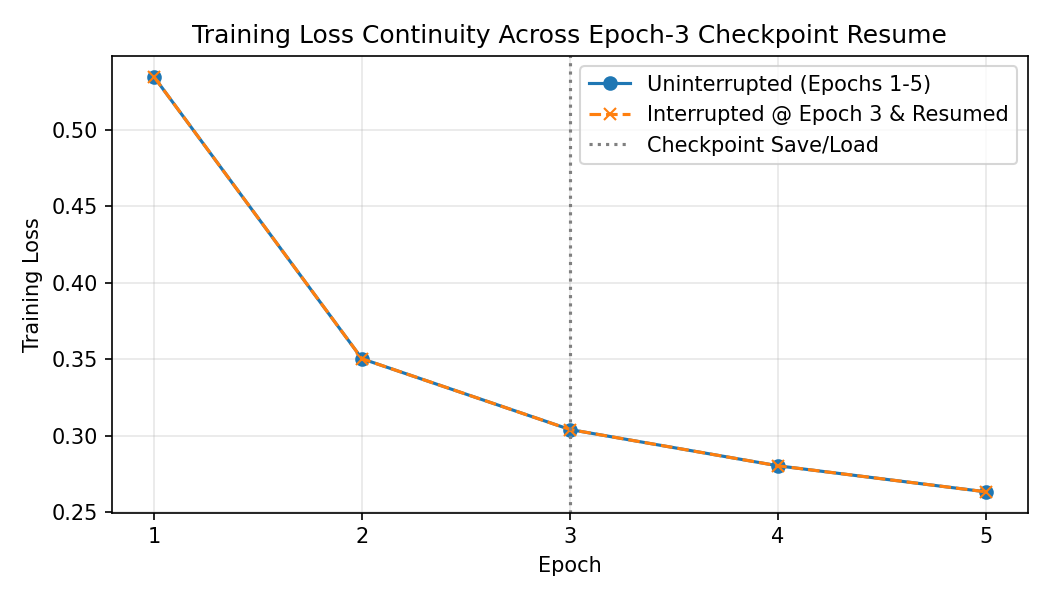 Training Loss Continuity Across Epoch-3 Checkpoint Resume
Uninterrupted (Epochs 1-5)
Interrupted @ Epoch 3 & Resumed
Checkpoint Save/Load
Training Loss
0.50
0.45
0.40
0.35
0.30
0.25
1 2 3 4 5
Epoch